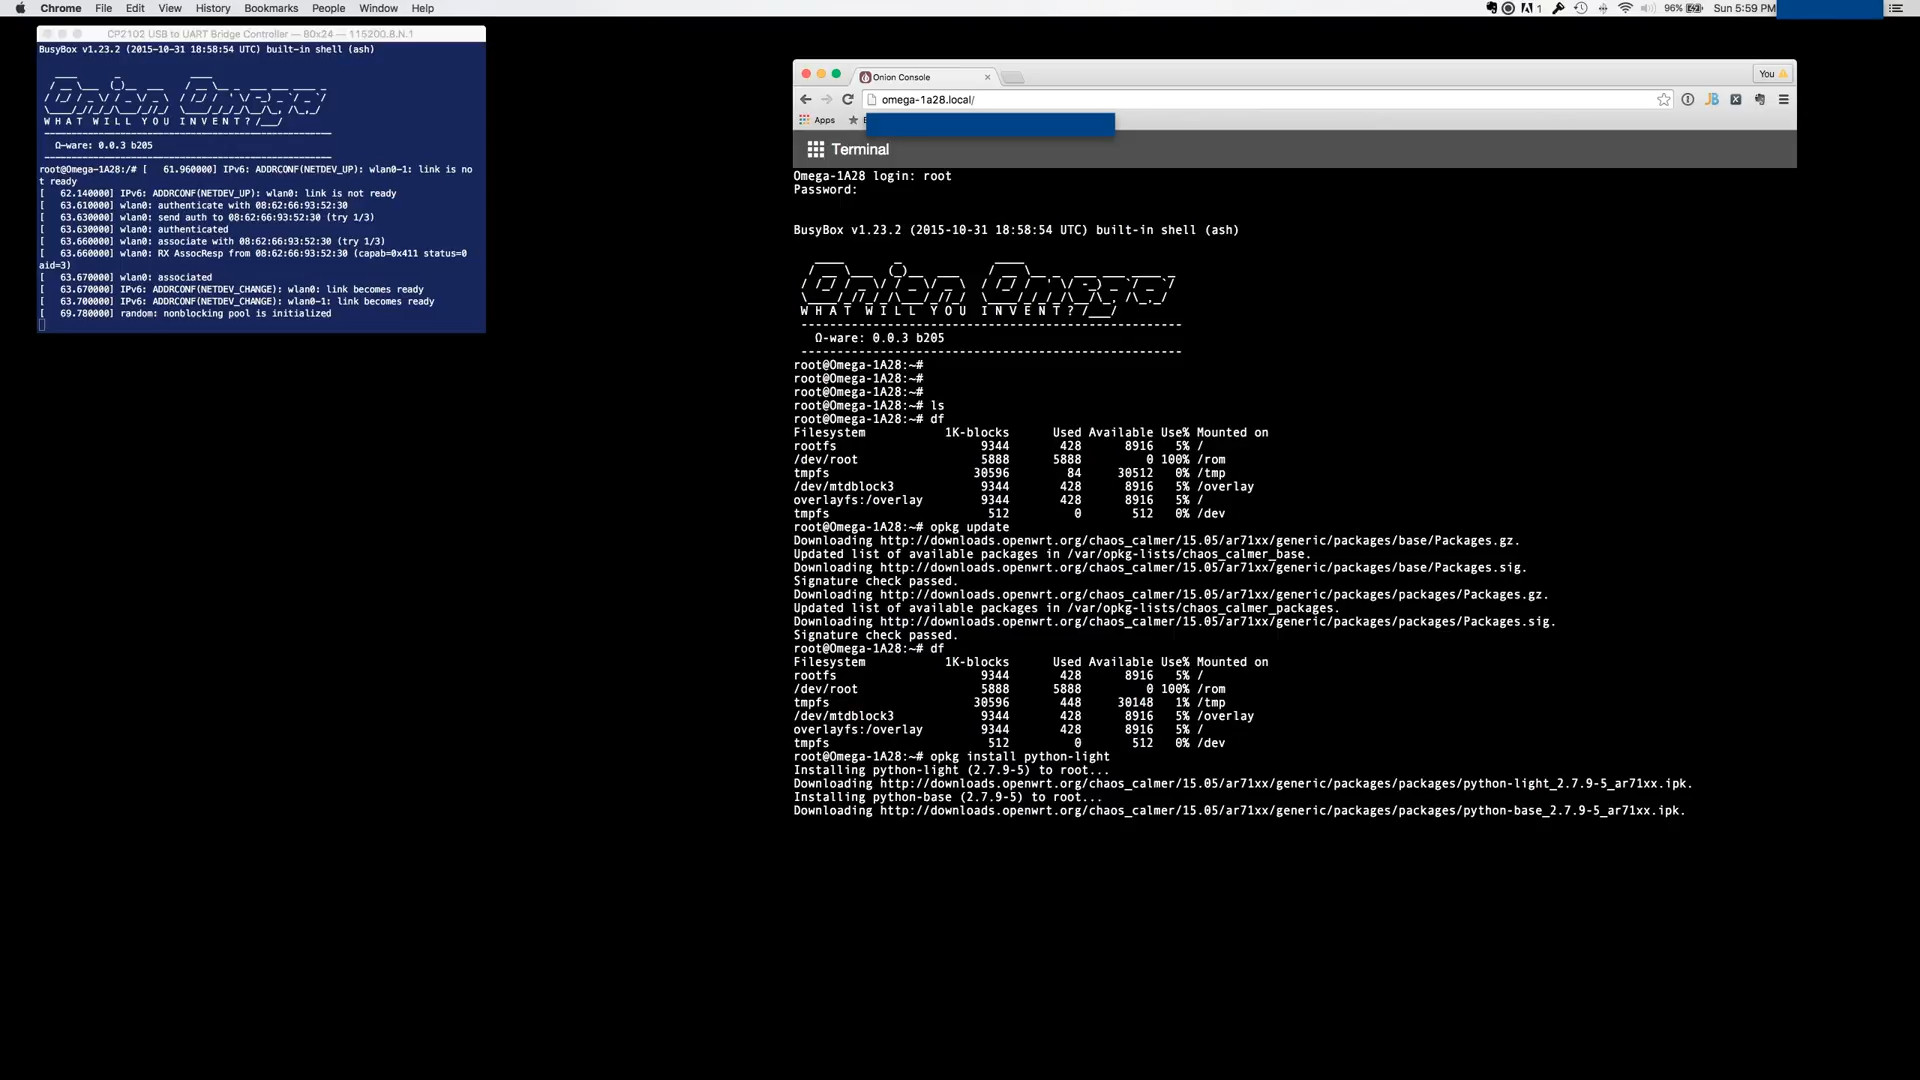 Chrome File Edit View History Bookmarks People Window Help
1 96% Sun 5:59 PM
CP2102 USB to UART Bridge Controller — 80x24 — 115200.8.N.1
BusyBox v1.23.2 (2015-10-31 18:58:54 UTC) built-in shell (ash)
W H A T W I L L Y O U I N V E N T ?
Ω-ware: 0.0.3 b205
root@Omega-1A28:/# [ 61.960000] IPv6: ADDRCONF(NETDEV_UP): wlan0-1: link is no
t ready
[ 62.140000] IPv6: ADDRCONF(NETDEV_UP): wlan0: link is not ready
[ 63.610000] wlan0: authenticate with 08:62:66:93:52:30
[ 63.630000] wlan0: send auth to 08:62:66:93:52:30 (try 1/3)
[ 63.630000] wlan0: authenticated
[ 63.660000] wlan0: associate with 08:62:66:93:52:30 (try 1/3)
[ 63.660000] wlan0: RX AssocResp from 08:62:66:93:52:30 (capab=0x411 status=0
aid=3)
[ 63.670000] wlan0: associated
[ 63.670000] IPv6: ADDRCONF(NETDEV_CHANGE): wlan0: link becomes ready
[ 63.700000] IPv6: ADDRCONF(NETDEV_CHANGE): wlan0-1: link becomes ready
[ 69.780000] random: nonblocking pool is initialized
Onion Console
You
omega-1a28.local/
JB
Apps
Terminal
Omega-1A28 login: root
Password:
BusyBox v1.23.2 (2015-10-31 18:58:54 UTC) built-in shell (ash)
W H A T W I L L Y O U I N V E N T ?
Ω-ware: 0.0.3 b205
root@Omega-1A28:~#
root@Omega-1A28:~#
root@Omega-1A28:~#
root@Omega-1A28:~# ls
root@Omega-1A28:~# df
Filesystem 1K-blocks Used Available Use% Mounted on
rootfs 9344 428 8916 5% /
/dev/root 5888 5888 0 100% /rom
tmpfs 30596 84 30512 0% /tmp
/dev/mtdblock3 9344 428 8916 5% /overlay
overlayfs:/overlay 9344 428 8916 5% /
tmpfs 512 0 512 0% /dev
root@Omega-1A28:~# opkg update
Downloading http://downloads.openwrt.org/chaos_calmer/15.05/ar71xx/generic/packages/base/Packages.gz.
Updated list of available packages in /var/opkg-lists/chaos_calmer_base.
Downloading http://downloads.openwrt.org/chaos_calmer/15.05/ar71xx/generic/packages/base/Packages.sig.
Signature check passed.
Downloading http://downloads.openwrt.org/chaos_calmer/15.05/ar71xx/generic/packages/packages/Packages.gz.
Updated list of available packages in /var/opkg-lists/chaos_calmer_packages.
Downloading http://downloads.openwrt.org/chaos_calmer/15.05/ar71xx/generic/packages/packages/Packages.sig.
Signature check passed.
root@Omega-1A28:~# df
Filesystem 1K-blocks Used Available Use% Mounted on
rootfs 9344 428 8916 5% /
/dev/root 5888 5888 0 100% /rom
tmpfs 30596 448 30148 1% /tmp
/dev/mtdblock3 9344 428 8916 5% /overlay
overlayfs:/overlay 9344 428 8916 5% /
tmpfs 512 0 512 0% /dev
root@Omega-1A28:~# opkg install python-light
Installing python-light (2.7.9-5) to root...
Downloading http://downloads.openwrt.org/chaos_calmer/15.05/ar71xx/generic/packages/packages/python-light_2.7.9-5_ar71xx.ipk.
Installing python-base (2.7.9-5) to root...
Downloading http://downloads.openwrt.org/chaos_calmer/15.05/ar71xx/generic/packages/packages/python-base_2.7.9-5_ar71xx.ipk.